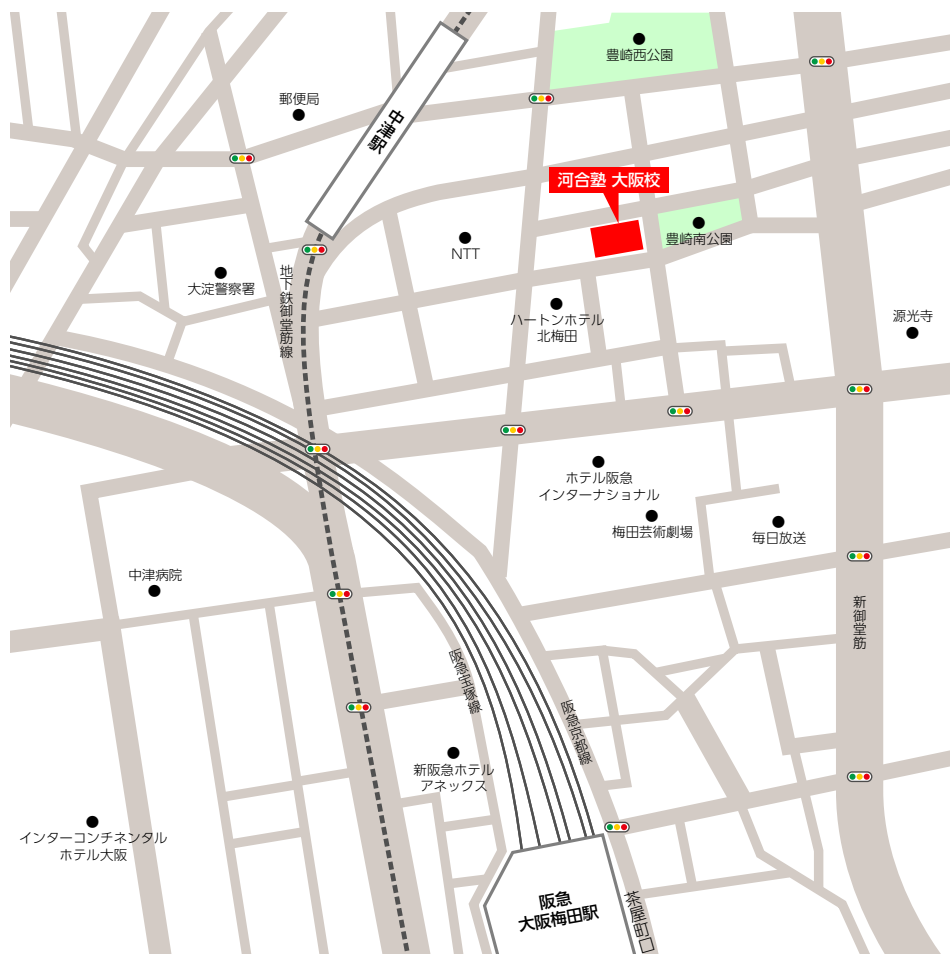 豊崎西公園
郵便局
中津駅
河合塾 大阪校
NTT
豊崎南公園
大淀警察署
地下鉄御堂筋線
ハートンホテル
北梅田
源光寺
ホテル阪急
インターナショナル
梅田芸術劇場
毎日放送
中津病院
新御堂筋
阪急宝塚線
阪急京都線
新阪急ホテル
アネックス
インターコンチネンタル
ホテル大阪
阪急
大阪梅田駅
茶屋町口